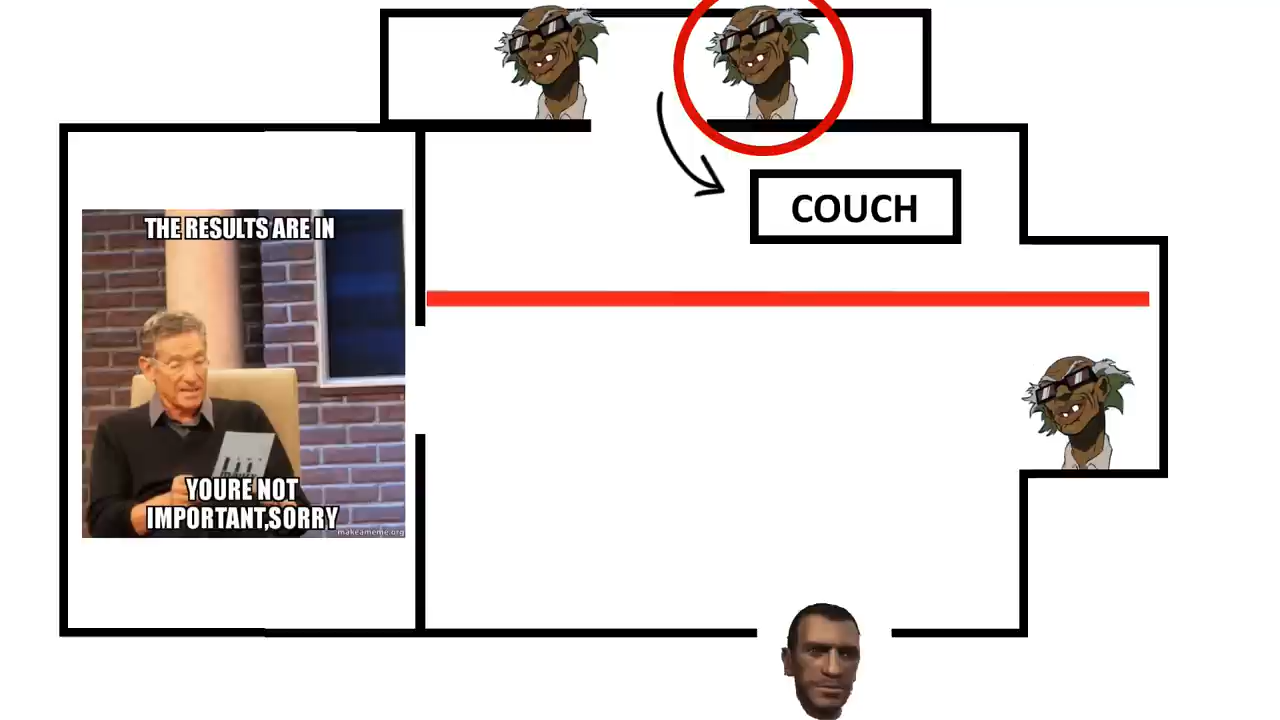 COUCH
THE RESULTS ARE IN
YOURE NOT
IMPORTANT,SORRY
makeameme.org